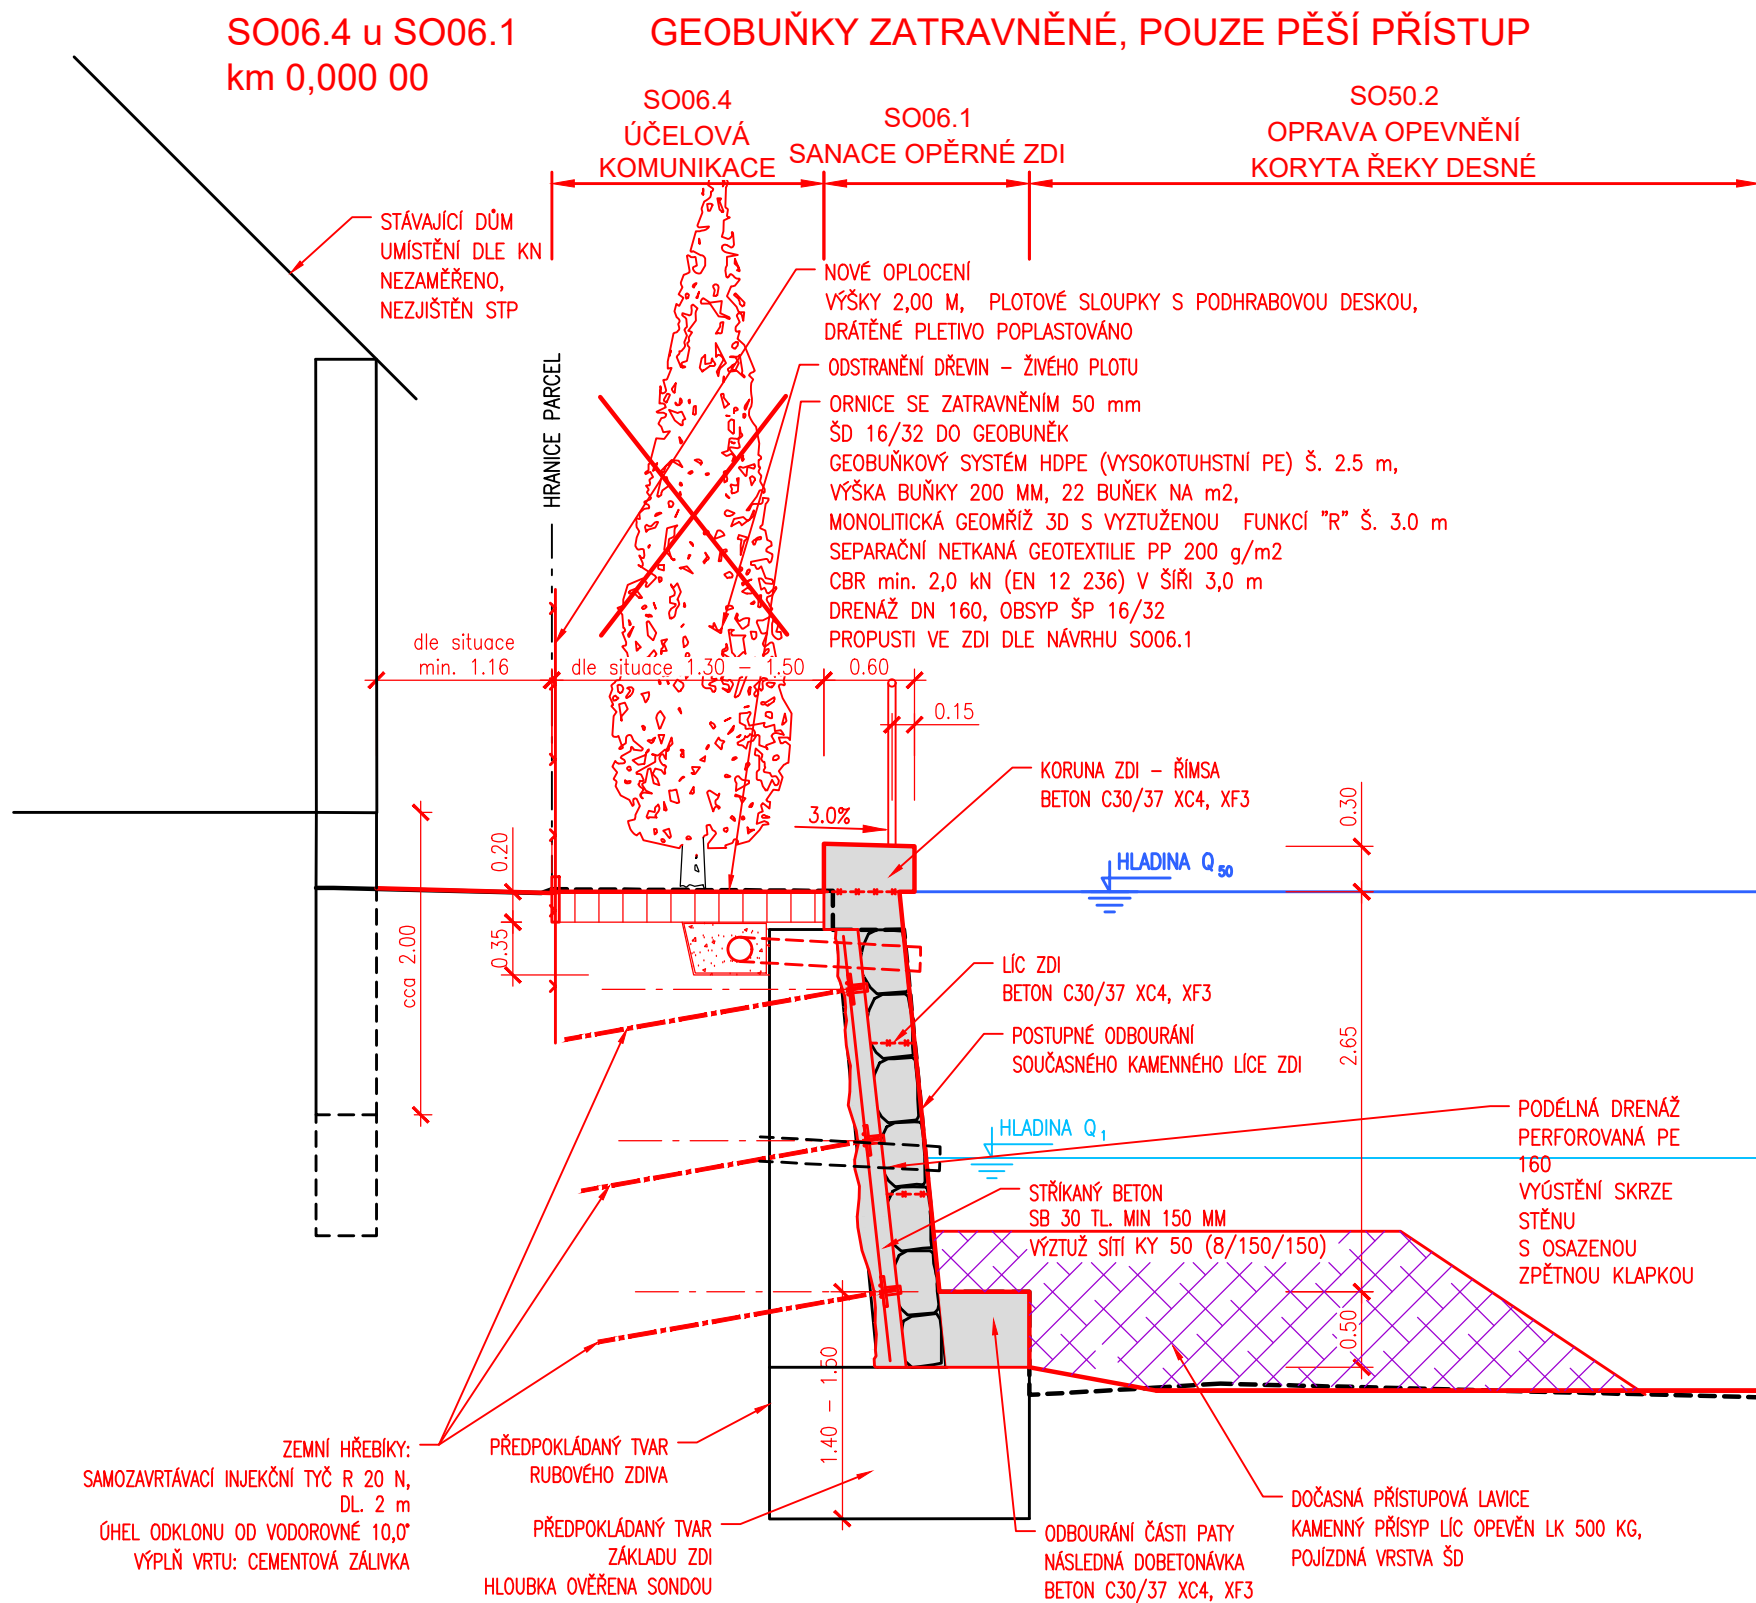 SO06.4 u SO06.1
km 0,000 00
GEOBUŇKY ZATRAVNĚNÉ, POUZE PĚŠÍ PŘÍSTUP
SO06.4
ÚČELOVÁ
KOMUNIKACE
SO06.1
SANACE OPĚRNÉ ZDI
SO50.2
OPRAVA OPEVNĚNÍ
KORYTA ŘEKY DESNÉ
STÁVAJÍCÍ DŮM
UMÍSTĚNÍ DLE KN
NEZAMĚŘENO,
NEZJIŠTĚN STP
HRANICE PARCEL
NOVÉ OPLOCENÍ
VÝŠKY 2,00 M, PLOTOVÉ SLOUPKY S PODHRABOVOU DESKOU,
DRÁTĚNÉ PLETIVO POPLASTOVÁNO
ODSTRANĚNÍ DŘEVIN – ŽIVÉHO PLOTU
ORNICE SE ZATRAVNĚNÍM 50 mm
ŠD 16/32 DO GEOBUNĚK
GEOBUŇKOVÝ SYSTÉM HDPE (VYSOKOTUHSTNÍ PE) Š. 2.5 m,
VÝŠKA BUŇKY 200 MM, 22 BUŇEK NA m2,
MONOLITICKÁ GEOMŘÍŽ 3D S VYZTUŽENOU FUNKCÍ "R" Š. 3.0 m
SEPARAČNÍ NETKANÁ GEOTEXTILIE PP 200 g/m2
CBR min. 2,0 kN (EN 12 236) V ŠÍŘI 3,0 m
DRENÁŽ DN 160, OBSYP ŠP 16/32
PROPUSTI VE ZDI DLE NÁVRHU SO06.1
dle situace
min. 1.16
dle situace 1.30 – 1.50
0.60
0.15
KORUNA ZDI – ŘÍMSA
BETON C30/37 XC4, XF3
3.0%
0.30
0.20
HLADINA Q50
0.35
cca 2.00
LÍC ZDI
BETON C30/37 XC4, XF3
POSTUPNÉ ODBOURÁNÍ
SOUČASNÉHO KAMENNÉHO LÍCE ZDI
2.65
HLADINA Q1
PODÉLNÁ DRENÁŽ
PERFOROVANÁ PE
160
VYÚSTĚNÍ SKRZE
STĚNU
S OSAZENOU
ZPĚTNOU KLAPKOU
STŘÍKANÝ BETON
SB 30 TL. MIN 150 MM
VÝZTUŽ SÍTÍ KY 50 (8/150/150)
0.50
1.40 – 1.50
ZEMNÍ HŘEBÍKY:
SAMOZAVRTÁVACÍ INJEKČNÍ TYČ R 20 N,
DL. 2 m
ÚHEL ODKLONU OD VODOROVNÉ 10,0°
VÝPLŇ VRTU: CEMENTOVÁ ZÁLIVKA
PŘEDPOKLÁDANÝ TVAR
RUBOVÉHO ZDIVA
PŘEDPOKLÁDANÝ TVAR
ZÁKLADU ZDI
HLOUBKA OVĚŘENA SONDOU
ODBOURÁNÍ ČÁSTI PATY
NÁSLEDNÁ DOBETONÁVKA
BETON C30/37 XC4, XF3
DOČASNÁ PŘÍSTUPOVÁ LAVICE
KAMENNÝ PŘÍSYP LÍC OPEVĚN LK 500 KG,
POJÍZDNÁ VRSTVA ŠD